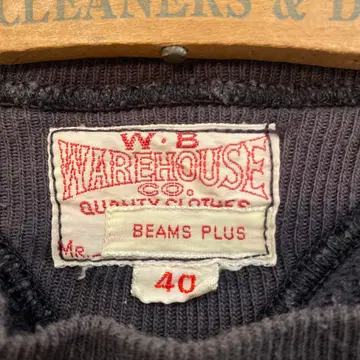 CLEANERS & D
W·B
WAREHOUSE
CO.
QUALITY CLOTHES
BEAMS PLUS
MR.
40